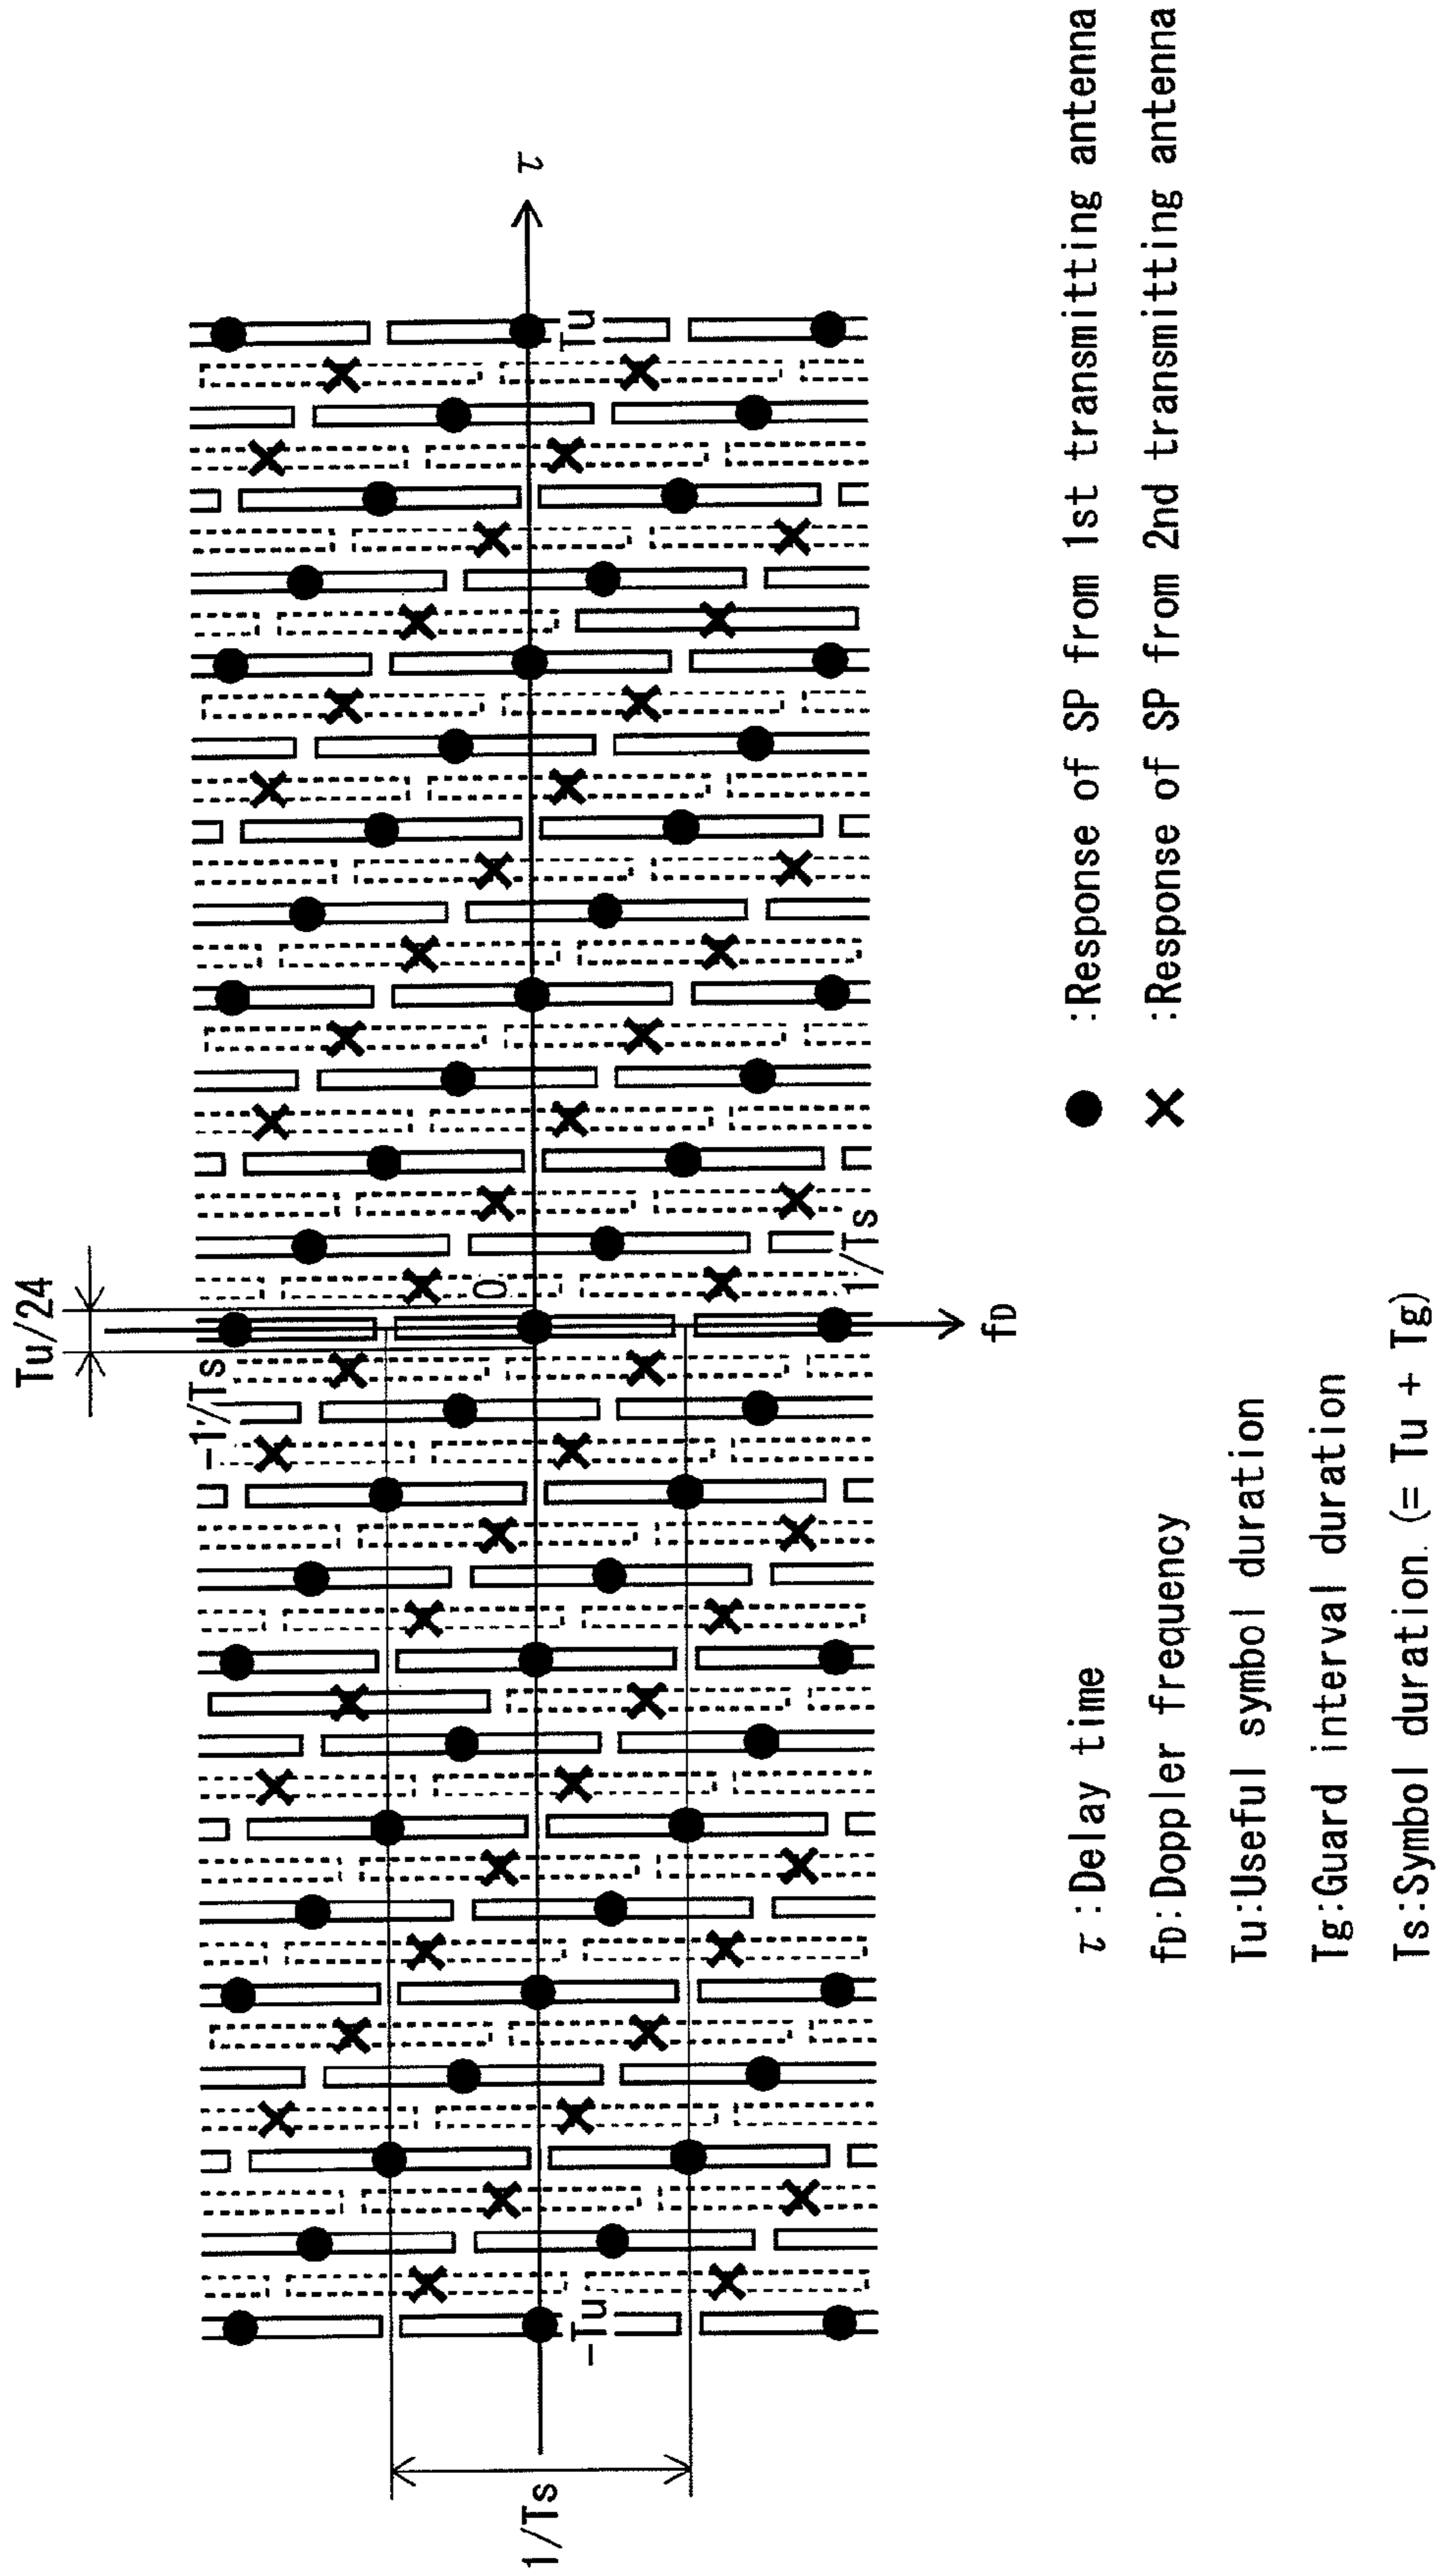 Tu/24
-1/Ts
τ
0
Tu
-Tu
1/Ts
1/Ts
fD
τ:Delay time
fD:Doppler frequency
Tu:Useful symbol duration
Tg:Guard interval duration
Ts:Symbol duration (= Tu + Tg)
● :Response of SP from 1st transmitting antenna
× :Response of SP from 2nd transmitting antenna